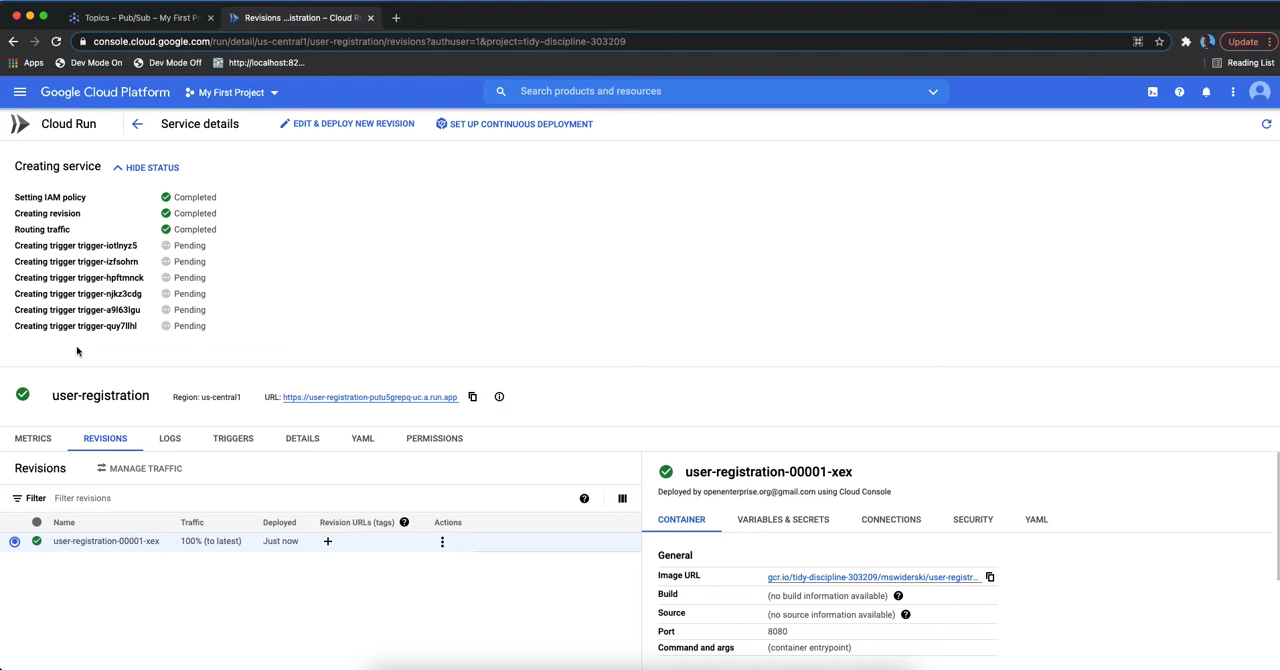 Topics – Pub/Sub – My First P
Revisions ...istration – Cloud R
console.cloud.google.com/run/detail/us-central1/user-registration/revisions?authuser=1&project=tidy-discipline-303209
Update
Apps Dev Mode On Dev Mode Off http://localhost:82... Reading List
Google Cloud Platform My First Project Search products and resources
Cloud Run Service details EDIT & DEPLOY NEW REVISION SET UP CONTINUOUS DEPLOYMENT
Creating service HIDE STATUS
Setting IAM policy Completed
Creating revision Completed
Routing traffic Completed
Creating trigger trigger-iotlnyz5 Pending
Creating trigger trigger-izfsohrn Pending
Creating trigger trigger-hpftmnck Pending
Creating trigger trigger-njkz3cdg Pending
Creating trigger trigger-a9l63lgu Pending
Creating trigger trigger-quy7llhl Pending
user-registration Region: us-central1 URL: https://user-registration-putu5grepq-uc.a.run.app
METRICS REVISIONS LOGS TRIGGERS DETAILS YAML PERMISSIONS
Revisions MANAGE TRAFFIC
Filter Filter revisions
Name Traffic Deployed Revision URLs (tags) Actions
user-registration-00001-xex 100% (to latest) Just now
user-registration-00001-xex
Deployed by openenterprise.org@gmail.com using Cloud Console
CONTAINER VARIABLES & SECRETS CONNECTIONS SECURITY YAML
General
Image URL gcr.io/tidy-discipline-303209/mswiderski/user-registr...
Build (no build information available)
Source (no source information available)
Port 8080
Command and args (container entrypoint)